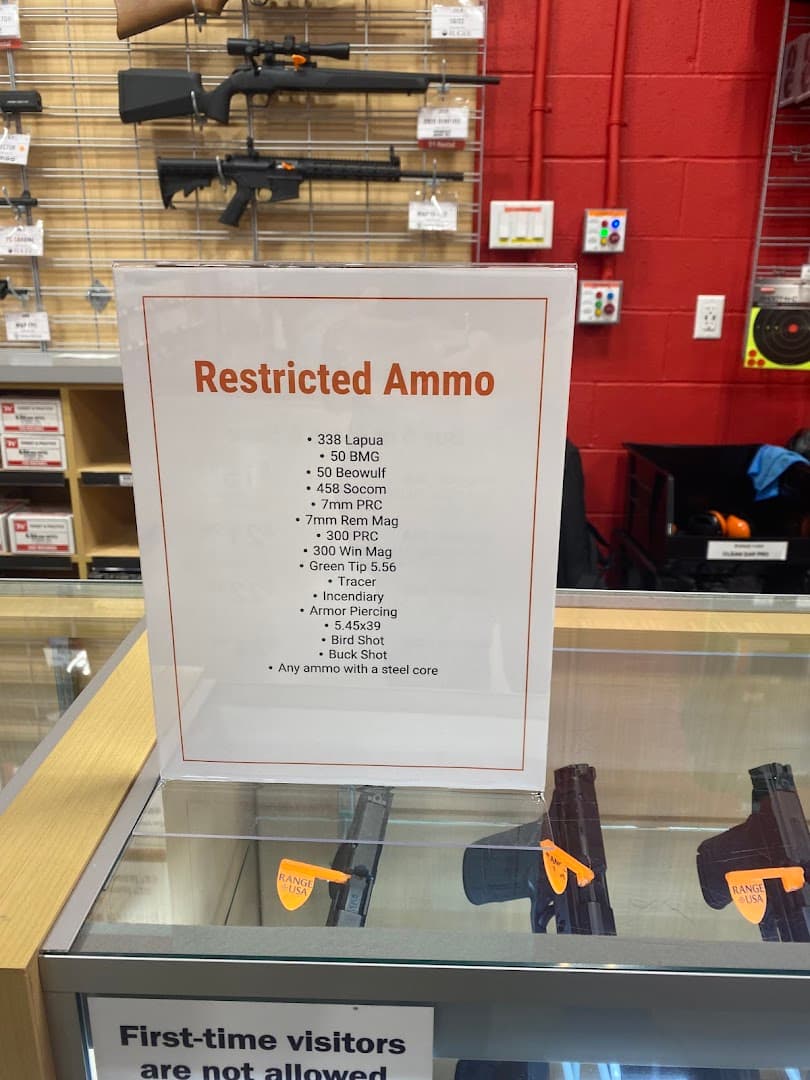 Restricted Ammo
• 338 Lapua
• 50 BMG
• 50 Beowulf
• 458 Socom
• 7mm PRC
• 7mm Rem Mag
• 300 PRC
• 300 Win Mag
• Green Tip 5.56
• Tracer
• Incendiary
• Armor Piercing
• 5.45x39
• Bird Shot
• Buck Shot
• Any ammo with a steel core
RANGE
USA
RANGE
USA
First-time visitors
are not allowed